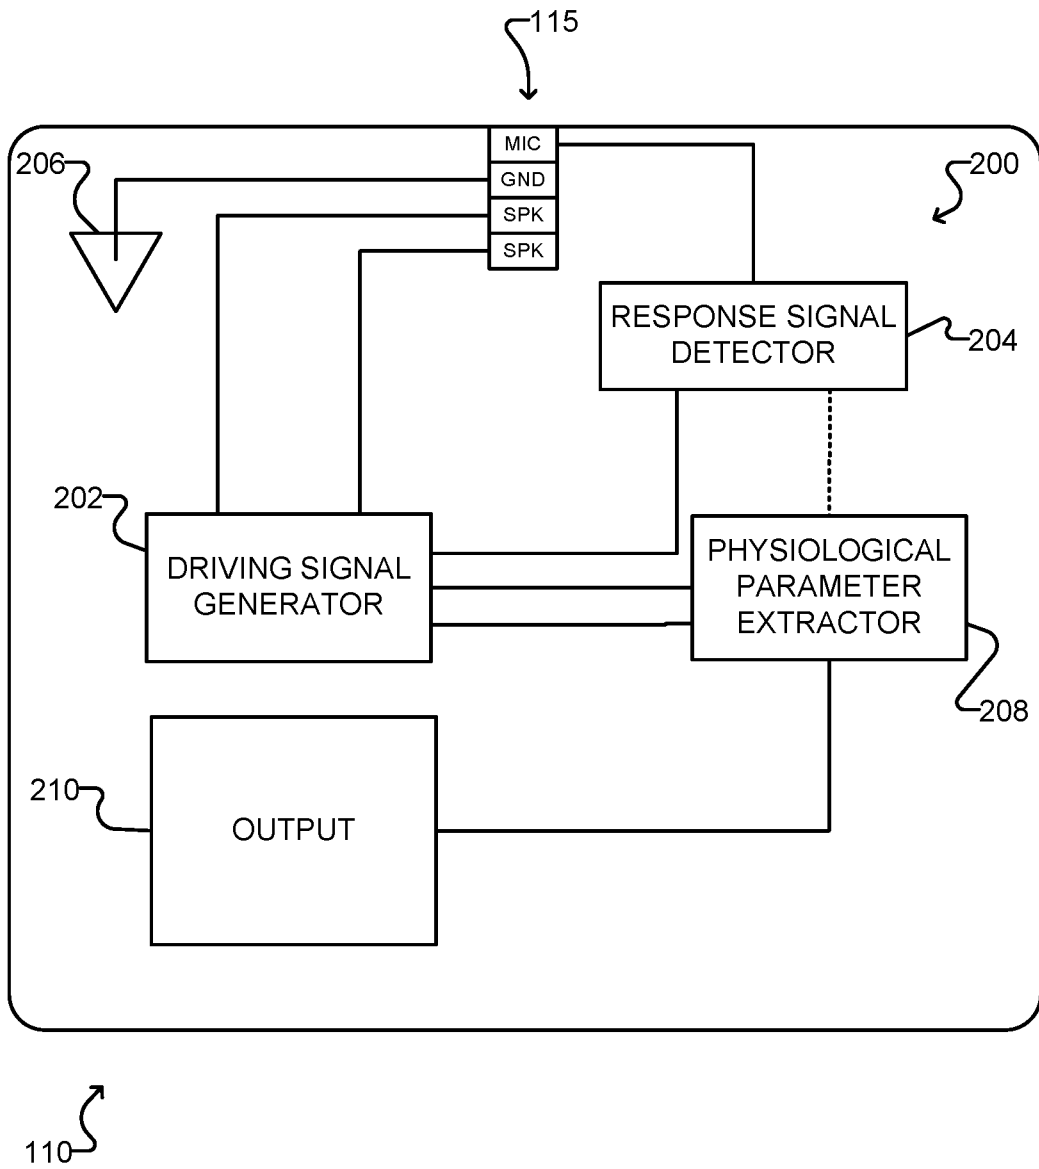 115
MIC
206
200
GND
SPK
SPK
RESPONSE SIGNAL
DETECTOR
204
202
PHYSIOLOGICAL
PARAMETER
EXTRACTOR
DRIVING SIGNAL
GENERATOR
208
210
OUTPUT
110